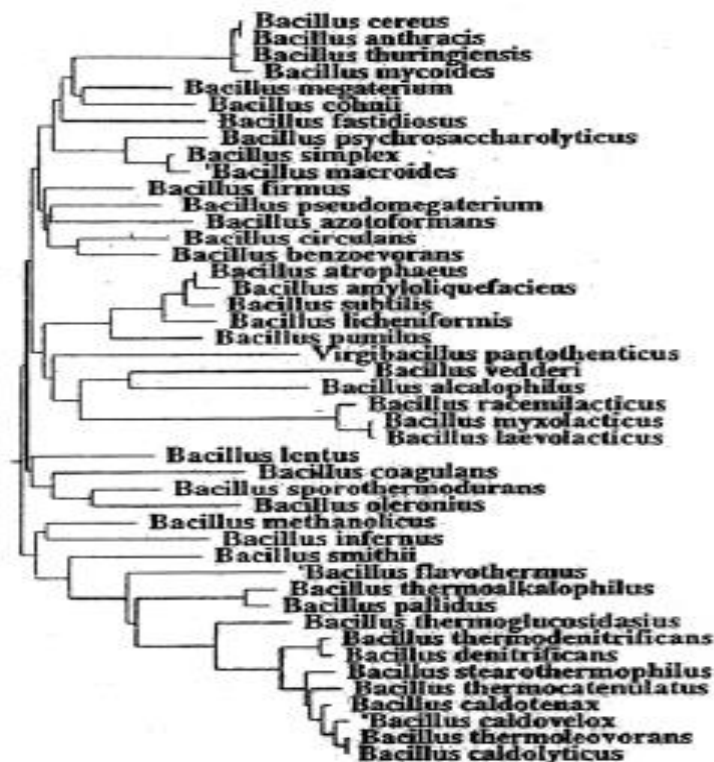 Bacillus cereus
Bacillus anthracis
Bacillus thuringiensis
Bacillus mycoides
Bacillus megaterium
Bacillus cohnii
Bacillus fastidiosus
Bacillus psychrosaccharolyticus
Bacillus simplex
'Bacillus macroides
Bacillus firmus
Bacillus pseudomegaterium
Bacillus azotoformans
Bacillus circulans
Bacillus benzoevorans
Bacillus atrophaeus
Bacillus amyloliquefaciens
Bacillus subtilis
Bacillus licheniformis
Bacillus pumilus
Virgibacillus pantothenticus
Bacillus vedderi
Bacillus alcalophilus
Bacillus racemilacticus
Bacillus myxolacticus
Bacillus laevolacticus
Bacillus lentus
Bacillus coagulans
Bacillus sporothermodurans
Bacillus oleronius
Bacillus methanolicus
Bacillus infernus
Bacillus smithii
'Bacillus flavothermus
Bacillus thermoalkalophilus
Bacillus pallidus
Bacillus thermoglucosidasius
Bacillus thermodenitrificans
Bacillus denitrificans
Bacillus stearothermophilus
Bacillus thermocatenulatus
'Bacillus caldotenax
'Bacillus caldovelox
Bacillus thermoleovorans
Bacillus caldolyticus